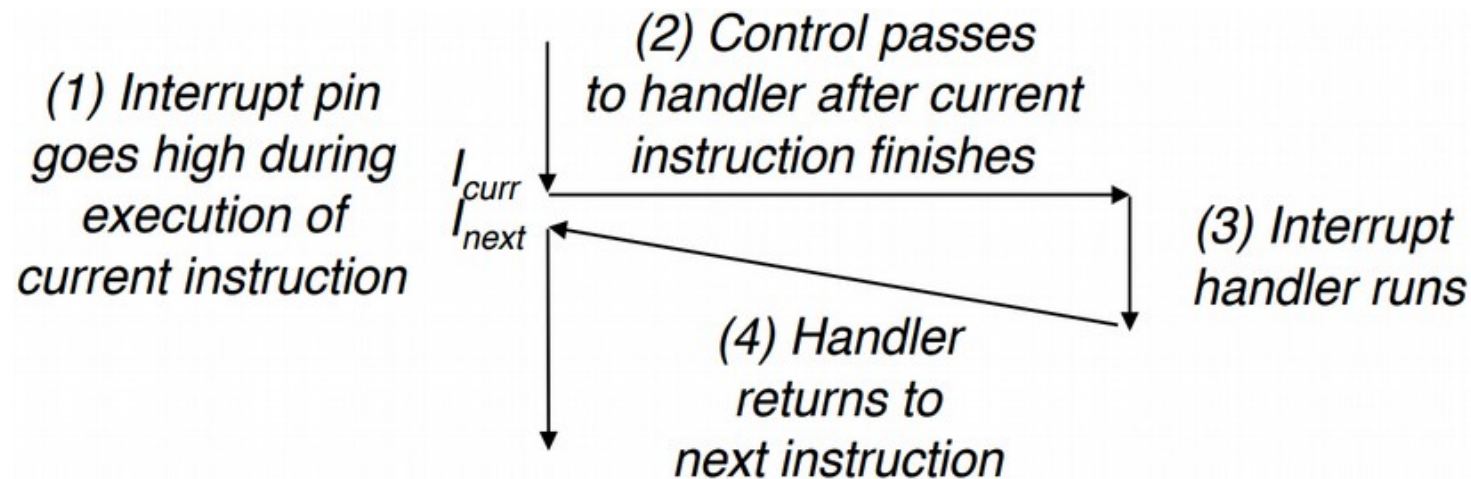 (1) Interrupt pin
goes high during
execution of
current instruction
(2) Control passes
to handler after current
instruction finishes
Icurr
Inext
(3) Interrupt
handler runs
(4) Handler
returns to
next instruction